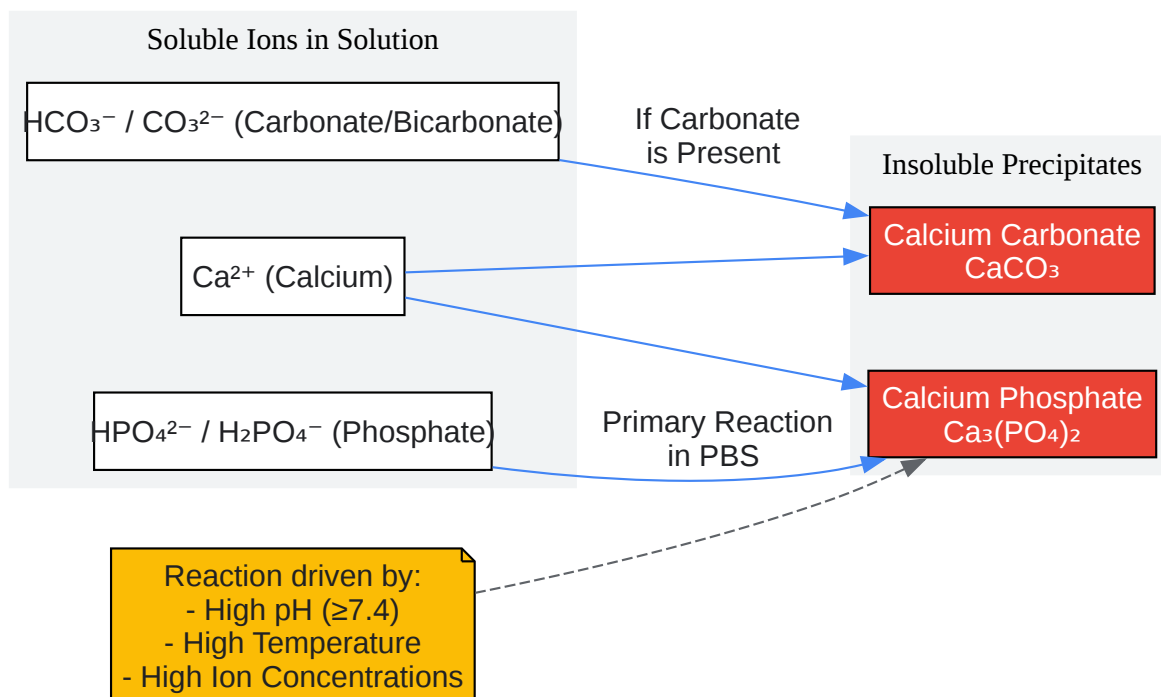 Soluble Ions in Solution
HCO₃⁻ / CO₃²⁻ (Carbonate/Bicarbonate)
Ca²⁺ (Calcium)
HPO₄²⁻ / H₂PO₄⁻ (Phosphate)
If Carbonate
is Present
Primary Reaction
in PBS
Insoluble Precipitates
Calcium Carbonate
CaCO₃
Calcium Phosphate
Ca₃(PO₄)₂
Reaction driven by:
- High pH (≥7.4)
- High Temperature
- High Ion Concentrations